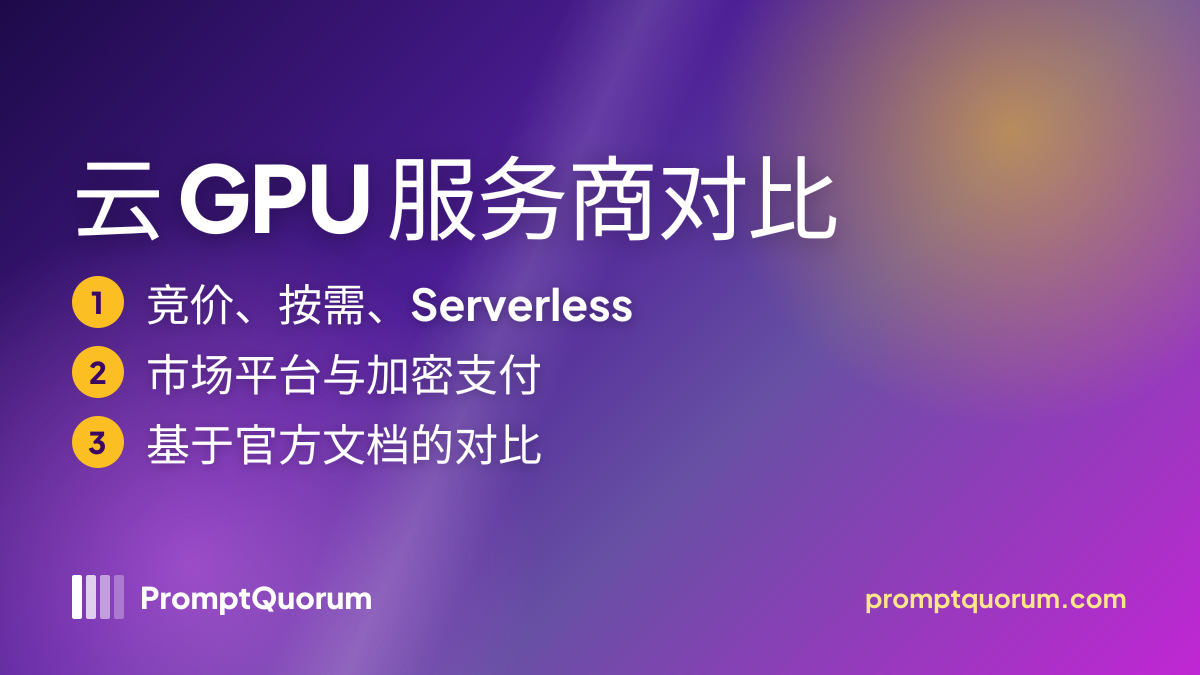 云 GPU 服务商对比
1 竞价、按需、Serverless
2 市场平台与加密支付
3 基于官方文档的对比
PromptQuorum
promptquorum.com